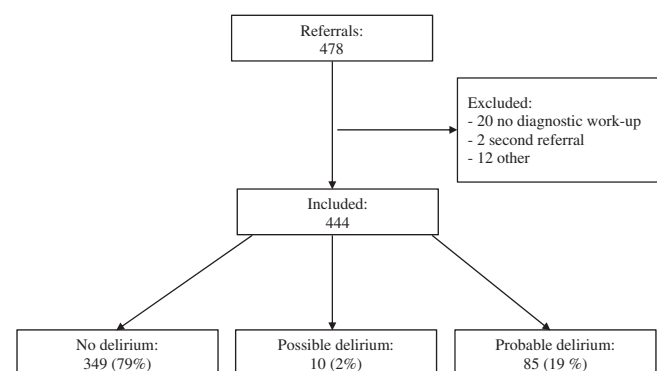 Referrals:
478
Excluded:
- 20 no diagnostic work-up
- 2 second referral
- 12 other
Included:
444
No delirium:
349 (79%)
Possible delirium:
10 (2%)
Probable delirium:
85 (19 %)